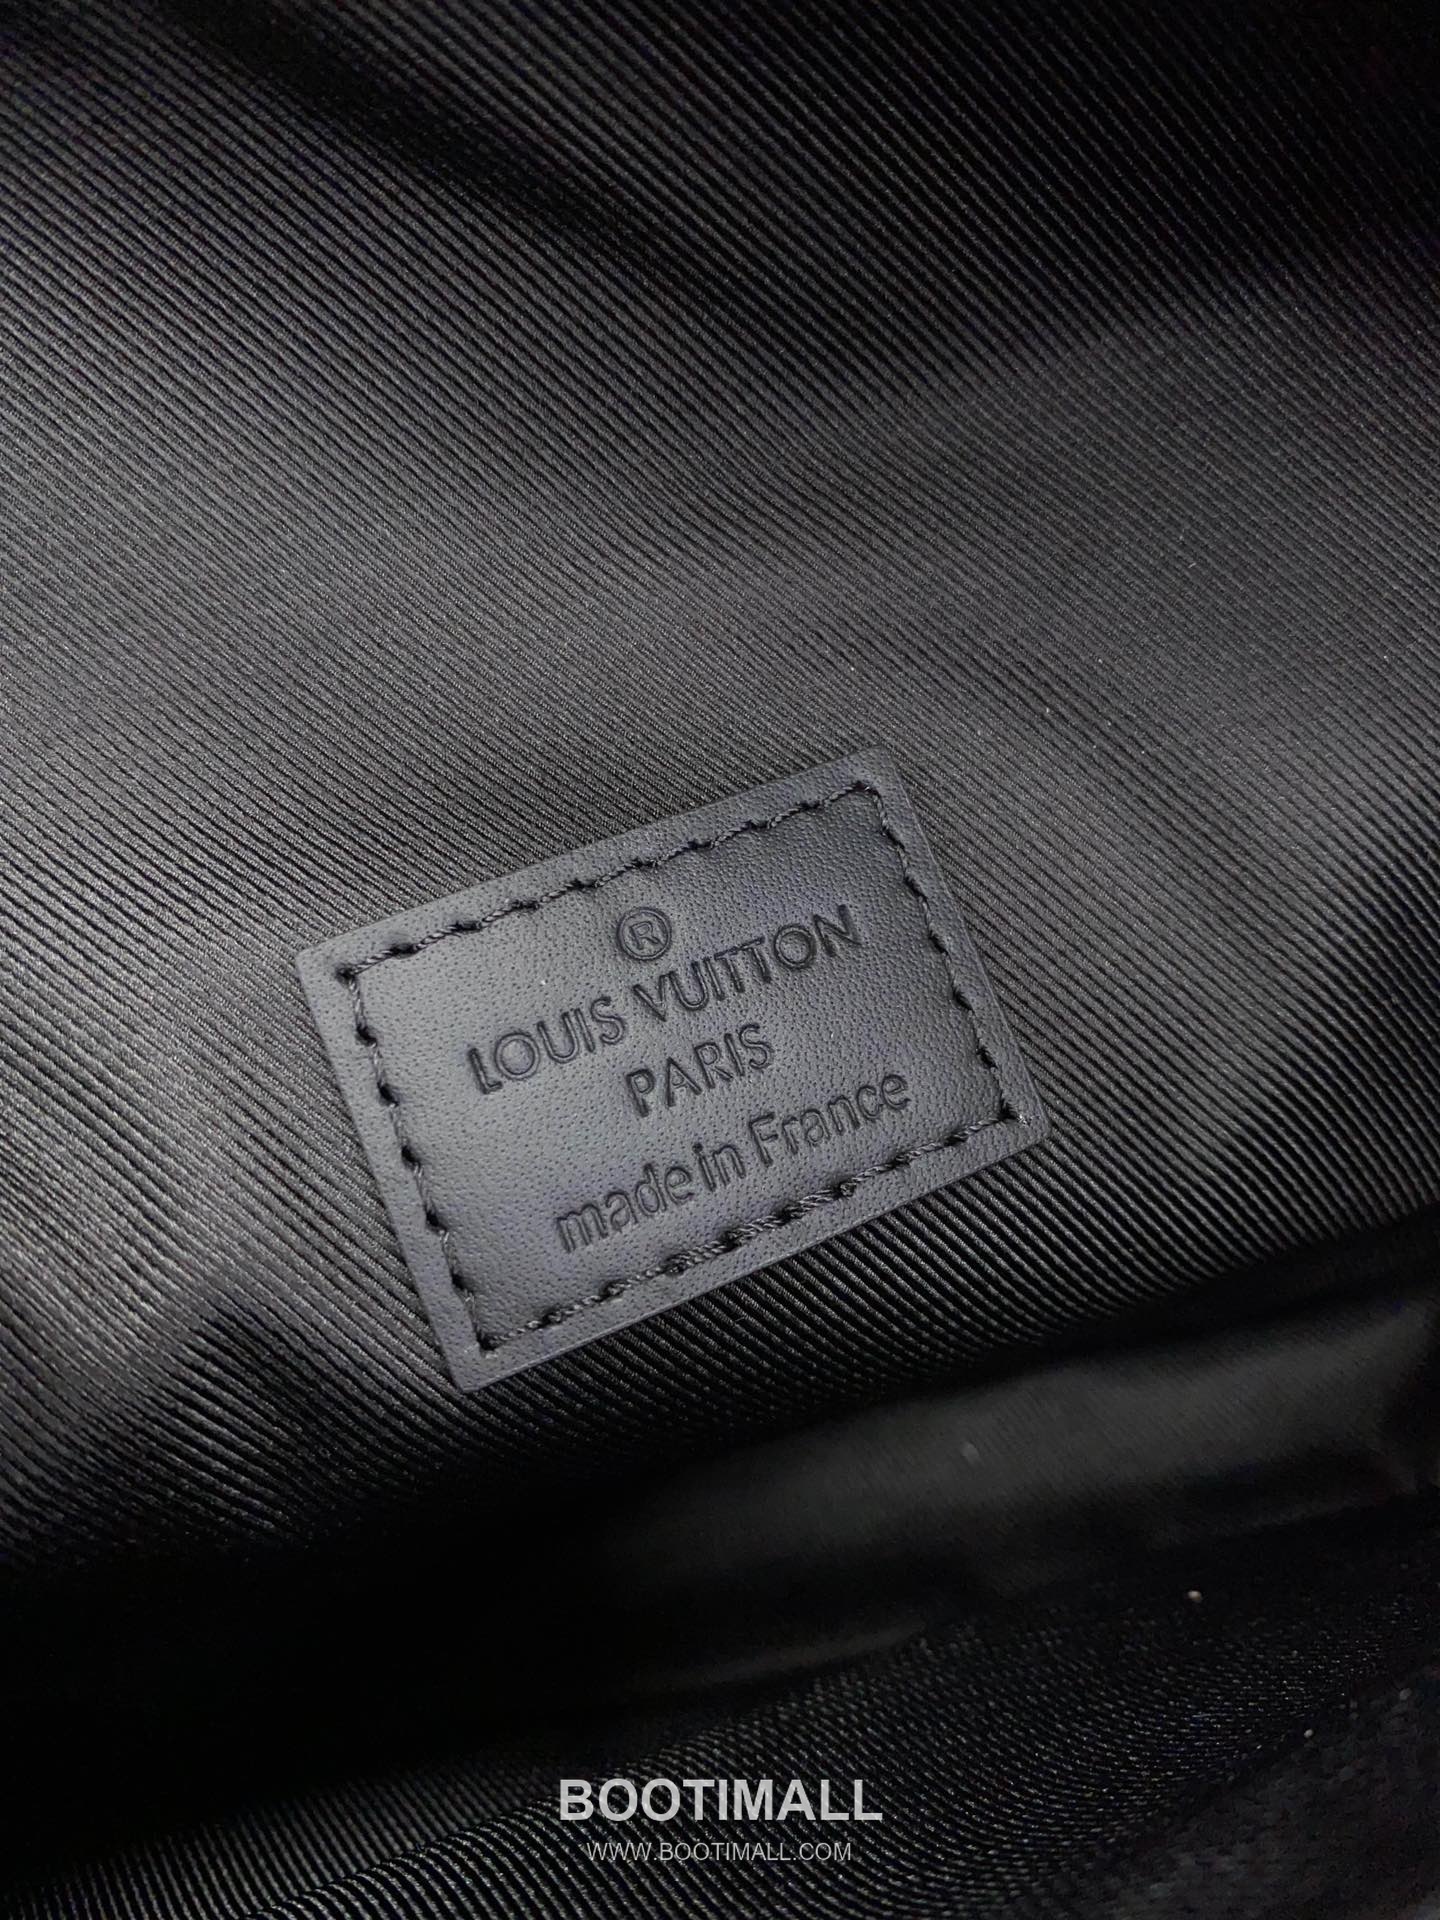 ®
LOUIS VUITTON
PARIS
made in France
BOOTIMALL
WWW.BOOTIMALL.COM